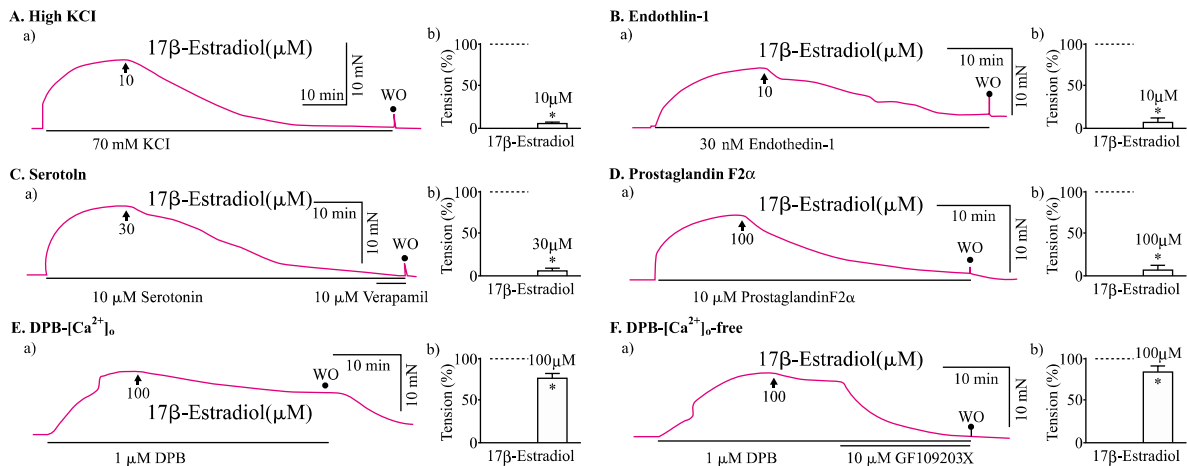 A. High KCI
a)
17β-Estradiol(µM)
10
10 min
10 mN
WO
70 mM KCI
b)
Tension (%)
100
50
0
10µM
*
17β-Estradiol
B. Endothlin-1
a)
17β-Estradiol(µM)
10
10 min
10 mN
WO
30 nM Endothedin-1
b)
Tension (%)
100
50
0
10µM
*
17β-Estradiol
C. Serotoln
a)
17β-Estradiol(µM)
30
10 min
10 mN
WO
10 µM Serotonin
10 µM Verapamil
b)
Tension (%)
100
50
0
30µM
*
17β-Estradiol
D. Prostaglandin F2α
a)
17β-Estradiol(µM)
100
10 min
10 mN
WO
10 µM ProstaglandinF2α
b)
Tension (%)
100
50
0
100µM
*
17β-Estradiol
E. DPB-[Ca²⁺]ₒ
a)
100
10 min
10 mN
WO
17β-Estradiol(µM)
1 µM DPB
b)
Tension (%)
100
50
0
100µM
*
17β-Estradiol
F. DPB-[Ca²⁺]ₒ-free
a)
17β-Estradiol(µM)
100
10 min
10 mN
WO
1 µM DPB
10 µM GF109203X
b)
Tension (%)
100
50
0
100µM
*
17β-Estradiol